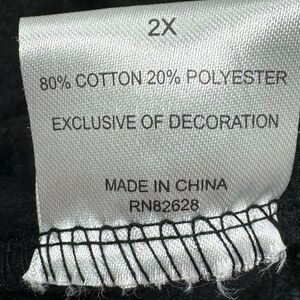 2X
80% COTTON 20% POLYESTER
EXCLUSIVE OF DECORATION
MADE IN CHINA
RN82628